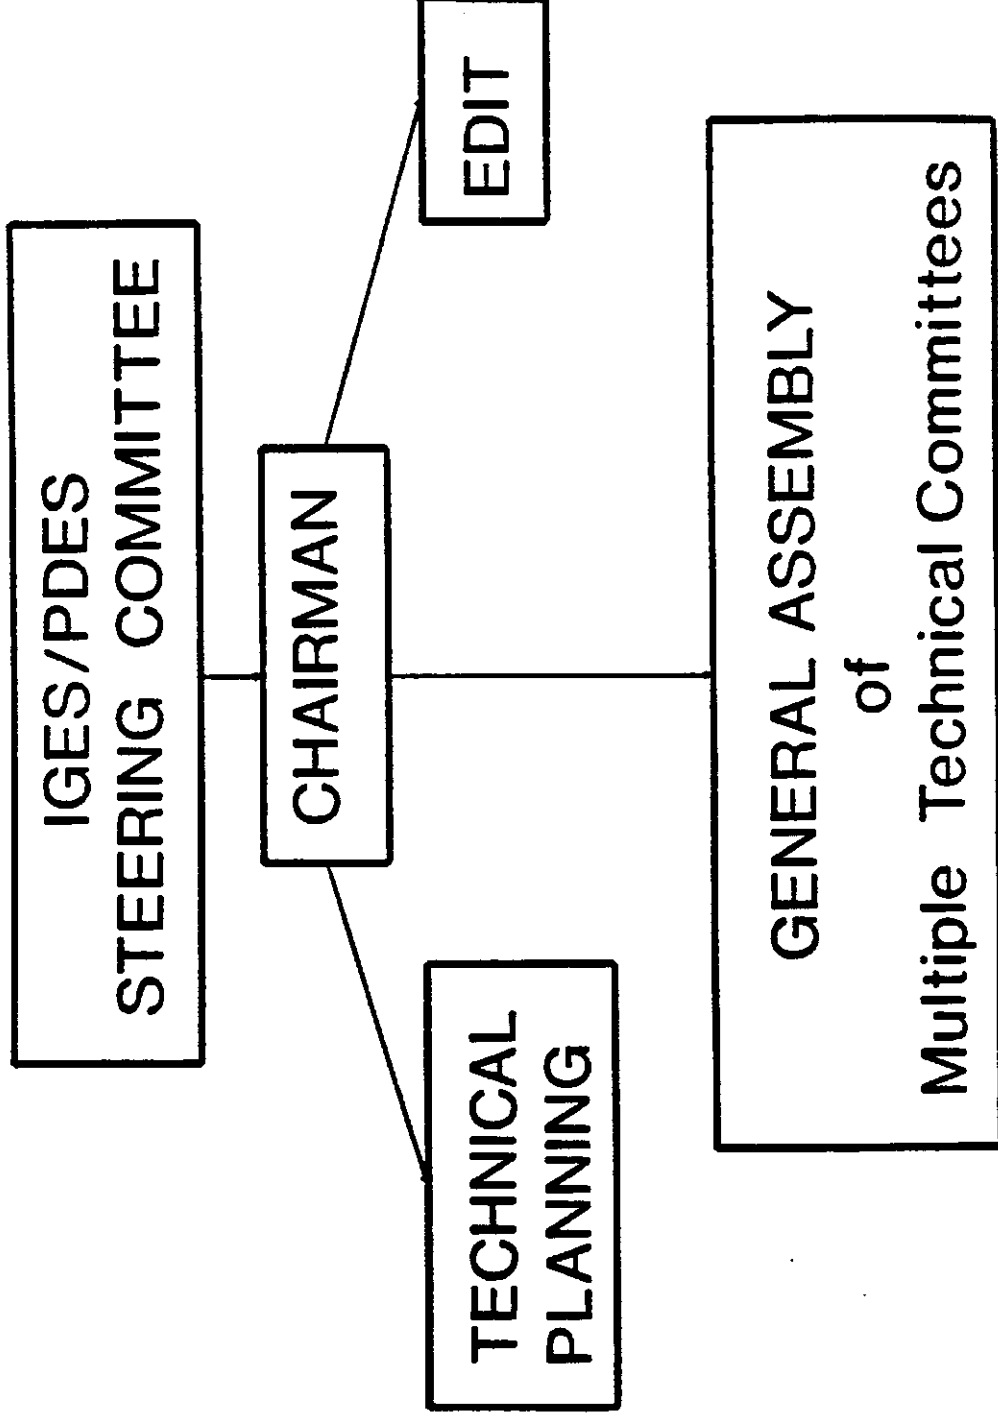 IGES/PDES
STEERING COMMITTEE
CHAIRMAN
TECHNICAL
PLANNING
EDIT
GENERAL ASSEMBLY
of
Multiple Technical Committees